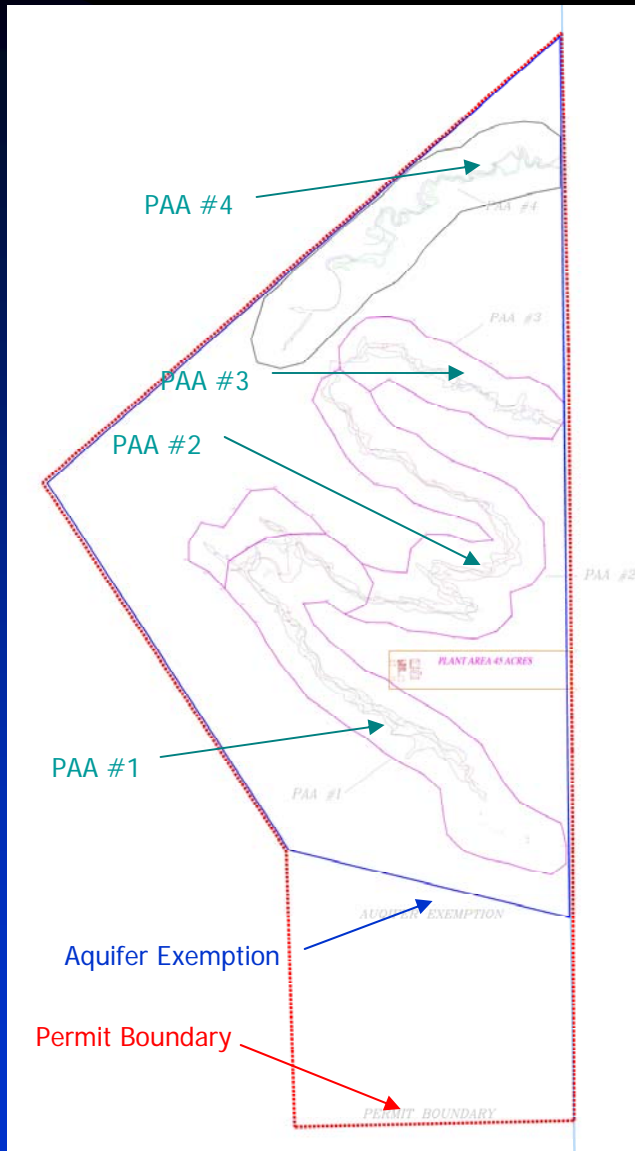 PAA #4
PAA #4
PAA #3
PAA #3
PAA #2
PAA #2
PLANT AREA 45 ACRES
PAA #1
PAA #1
AUDIFER EXEMPTION
Aquifer Exemption
Permit Boundary
PERMIT BOUNDARY